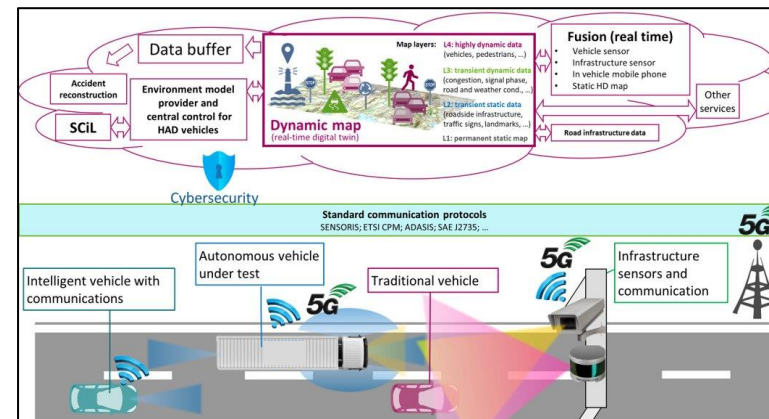 Data buffer
Accident
reconstruction
SCiL
Environment model
provider and
central control for
HAD vehicles
Map layers:
L4: highly dynamic data
(vehicles, pedestrians, ...)
L3: transient dynamic data
(congestion, signal phase,
road and weather cond., ...)
L2: transient static data
(roadside infrastructure,
traffic signs, landmarks, ...)
L1: permanent static map
STOP
STOP
Dynamic map
(real-time digital twin)
Fusion (real time)
• Vehicle sensor
• Infrastructure sensor
• In vehicle mobile phone
• Static HD map
Other
services
Road infrastructure data
Cybersecurity
Standard communication protocols
SENSORIS; ETSI CPM; ADASIS; SAE J2735; ...
5G
Intelligent vehicle with
communications
Autonomous vehicle
under test
5G
Traditional vehicle
5G
Infrastructure
sensors and
communication